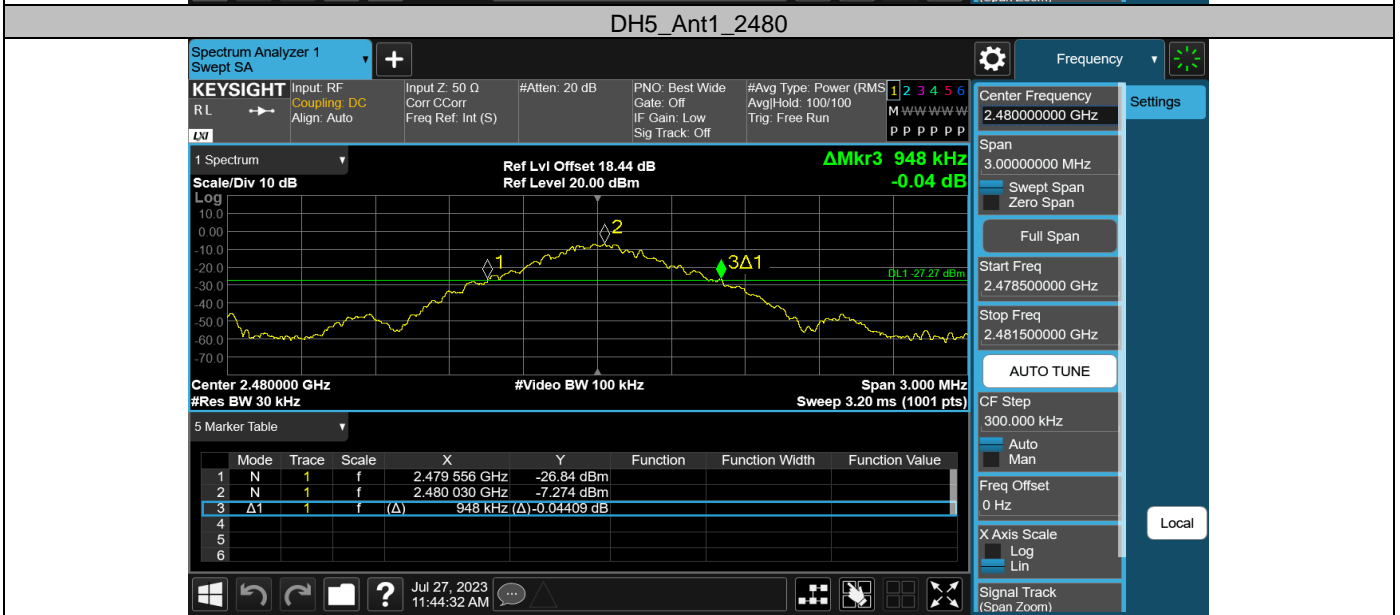 (Span Zoom)
DH5_Ant1_2480
Spectrum Analyzer 1
Swept SA
+
Frequency
KEYSIGHT
RL
LXI
Input: RF
Coupling: DC
Align: Auto
Input Z: 50 Ω
Corr CCorr
Freq Ref: Int (S)
#Atten: 20 dB
PNO: Best Wide
Gate: Off
IF Gain: Low
Sig Track: Off
#Avg Type: Power (RMS
Avg|Hold: 100/100
Trig: Free Run
1 2 3 4 5 6
M W W W W W
P P P P P P
1 Spectrum
Scale/Div 10 dB
Log
Ref Lvl Offset 18.44 dB
Ref Level 20.00 dBm
ΔMkr3 948 kHz
-0.04 dB
10.0
0.00
-10.0
-20.0
-30.0
-40.0
-50.0
-60.0
-70.0
1
2
3Δ1
DL1 -27.27 dBm
Center 2.480000 GHz
#Video BW 100 kHz
Span 3.000 MHz
#Res BW 30 kHz
Sweep 3.20 ms (1001 pts)
5 Marker Table
Mode Trace Scale X Y Function Function Width Function Value
1 N 1 f 2.479 556 GHz -26.84 dBm
2 N 1 f 2.480 030 GHz -7.274 dBm
3 Δ1 1 f (Δ) 948 kHz (Δ) -0.04409 dB
4
5
6
?
Jul 27, 2023
11:44:32 AM
Center Frequency
2.480000000 GHz
Settings
Span
3.00000000 MHz
Swept Span
Zero Span
Full Span
Start Freq
2.478500000 GHz
Stop Freq
2.481500000 GHz
AUTO TUNE
CF Step
300.000 kHz
Auto
Man
Freq Offset
0 Hz
Local
X Axis Scale
Log
Lin
Signal Track
(Span Zoom)